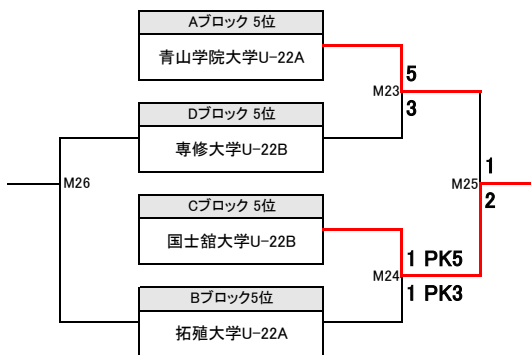 Aブロック 5位
青山学院大学U-22A
5
M23
3
Dブロック 5位
専修大学U-22B
M26
1
M25
2
Cブロック 5位
国士舘大学U-22B
1 PK5
M24
1 PK3
Bブロック5位
拓殖大学U-22A